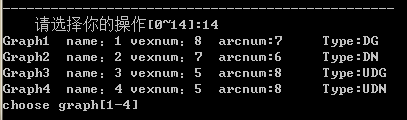 请选择你的操作[0~14]:14
Graph1 name：1 vexnum：8 arcnum:7 Type:DG
Graph2 name：2 vexnum：7 arcnum:6 Type:DN
Graph3 name：3 vexnum：5 arcnum:8 Type:UDG
Graph4 name：4 vexnum：5 arcnum:8 Type:UDN
choose graph[1-4]